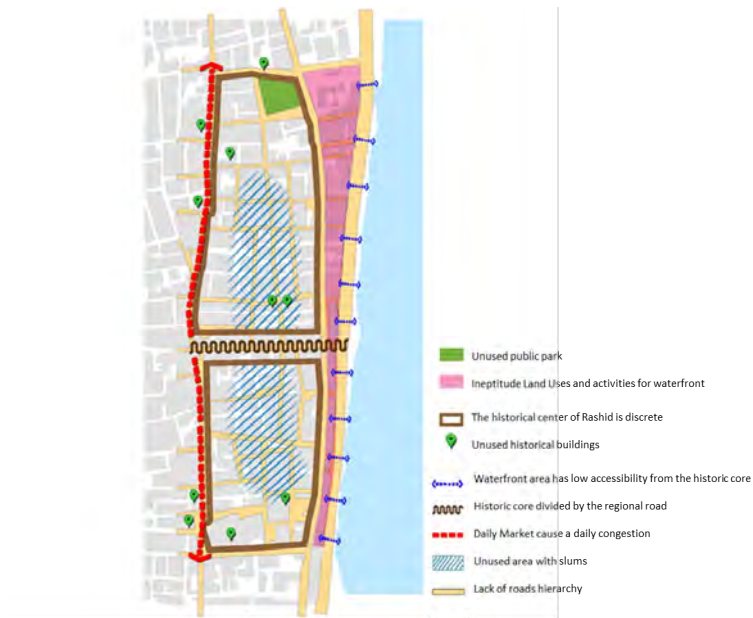 Unused public park
Ineptitude Land Uses and activities for waterfront
The historical center of Rashid is discrete
Unused historical buildings
Waterfront area has low accessibility from the historic core
Historic core divided by the regional road
Daily Market cause a daily congestion
Unused area with slums
Lack of roads hierarchy